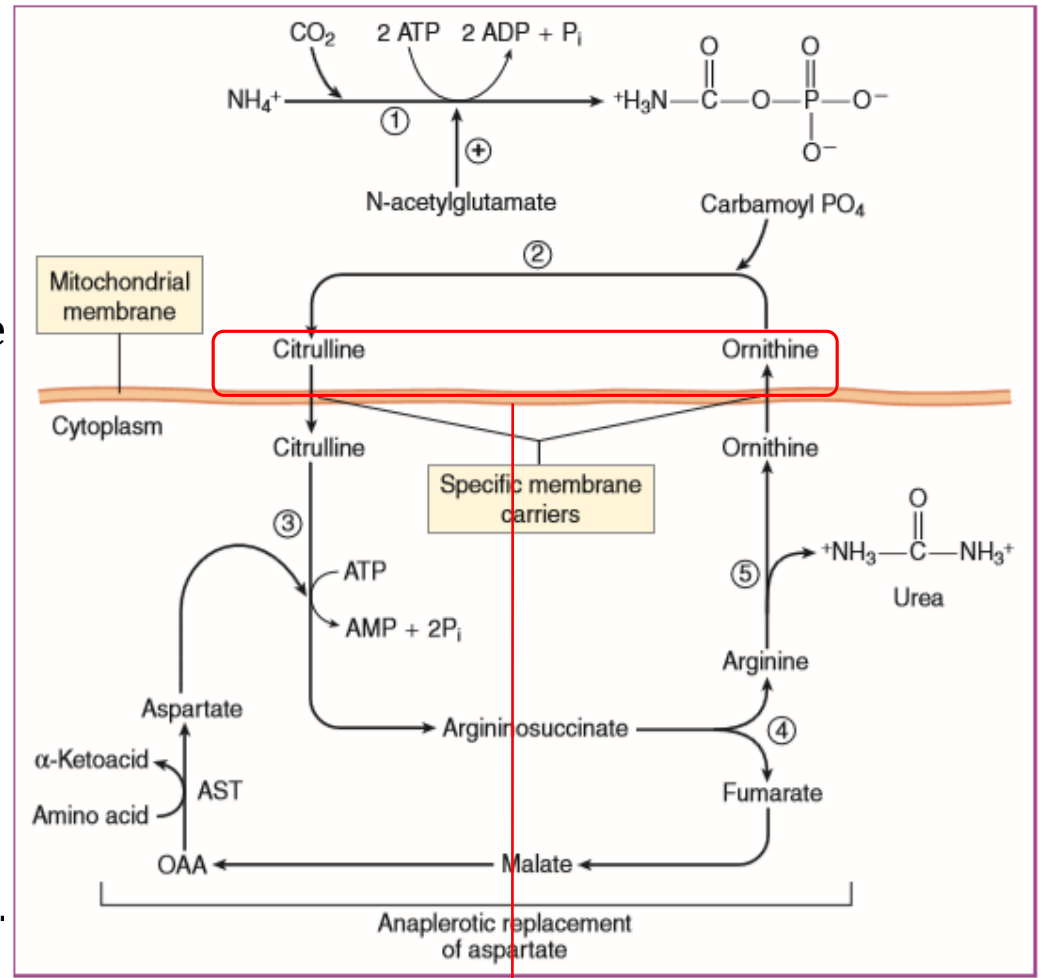 CO₂ 2 ATP 2 ADP + Pᵢ
NH₄⁺
①
⊕
N-acetylglutamate
O O
⁺H₃N—C—O—P—O⁻
O⁻
Carbamoyl PO₄
②
Mitochondrial
membrane
e
Citrulline Ornithine
Cytoplasm
Citrulline Ornithine
Specific membrane
carriers
③
ATP
AMP + 2Pᵢ
⑤
O
⁺NH₃—C—NH₃⁺
Urea
Arginine
Aspartate
Argininosuccinate
④
α-Ketoacid
AST
Amino acid
Fumarate
OAA Malate
.
Anaplerotic replacement
of aspartate